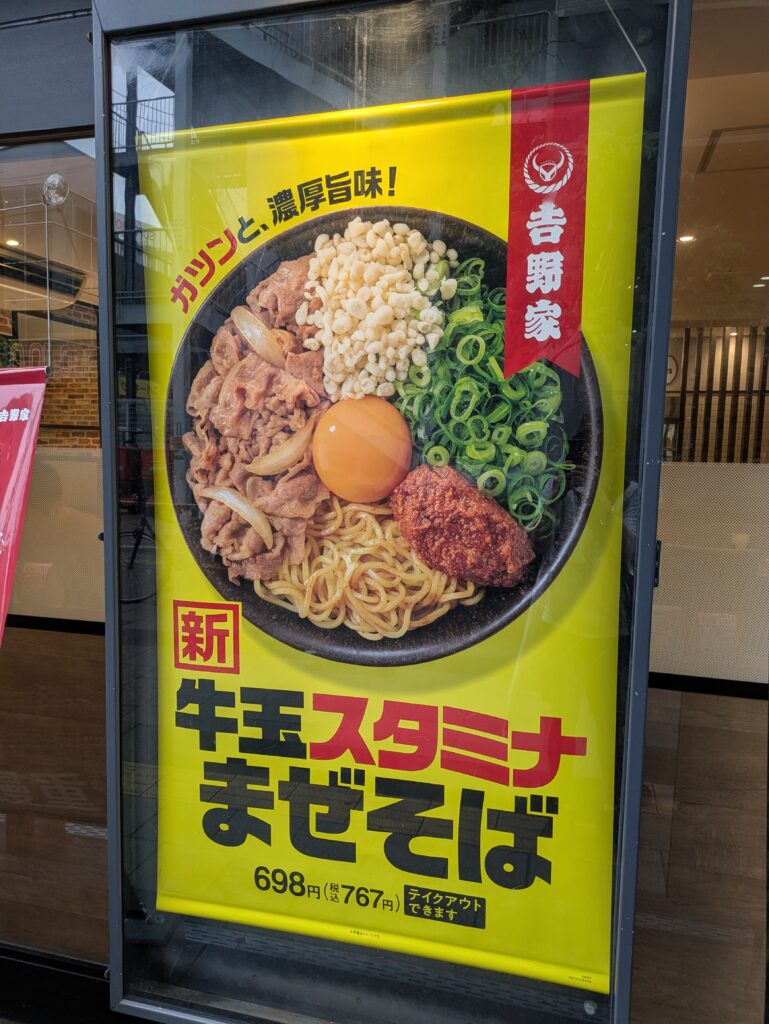 ガツンと、濃厚旨味!
吉野家
吉野家
新
牛玉スタミナ
まぜそば
698円(税込767円)
テイクアウト
できます